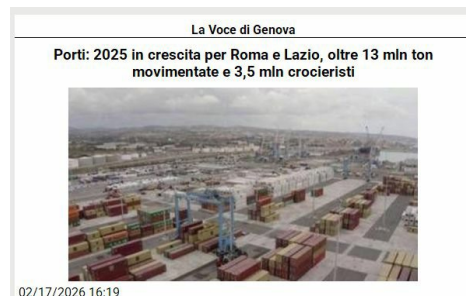 La Voce di Genova
Porti: 2025 in crescita per Roma e Lazio, oltre 13 mln ton
movimentate e 3,5 mln crocieristi
02/17/2026 16:19